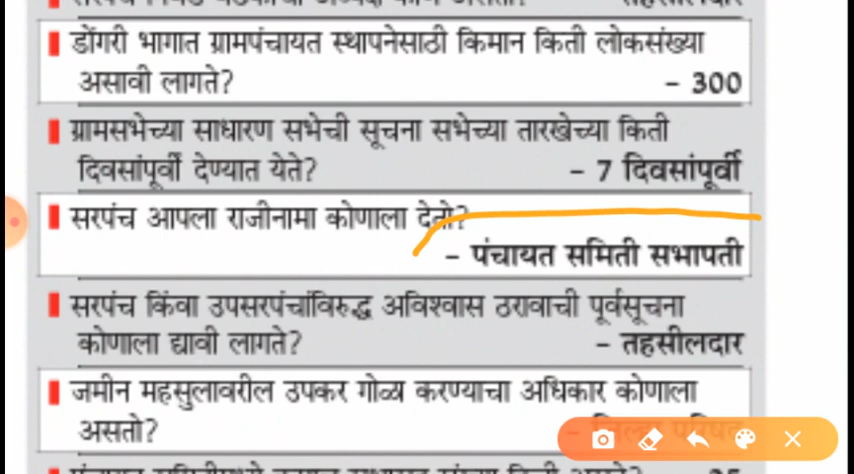 डोंगरी भागात ग्रामपंचायत स्थापनेसाठी किमान किती लोकसंख्या
असावी लागते? - 300
ग्रामसभेच्या साधारण सभेची सूचना सभेच्या तारखेच्या किती
दिवसांपूर्वी देण्यात येते? - 7 दिवसांपूर्वी
सरपंच आपला राजीनामा कोणाला देतो?
- पंचायत समिती सभापती
सरपंच किंवा उपसरपंचांविरुद्ध अविश्वास ठरावाची पूर्वसूचना
कोणाला द्यावी लागते? - तहसीलदार
जमीन महसुलावरील उपकर गोळा करण्याचा अधिकार कोणाला
असतो?